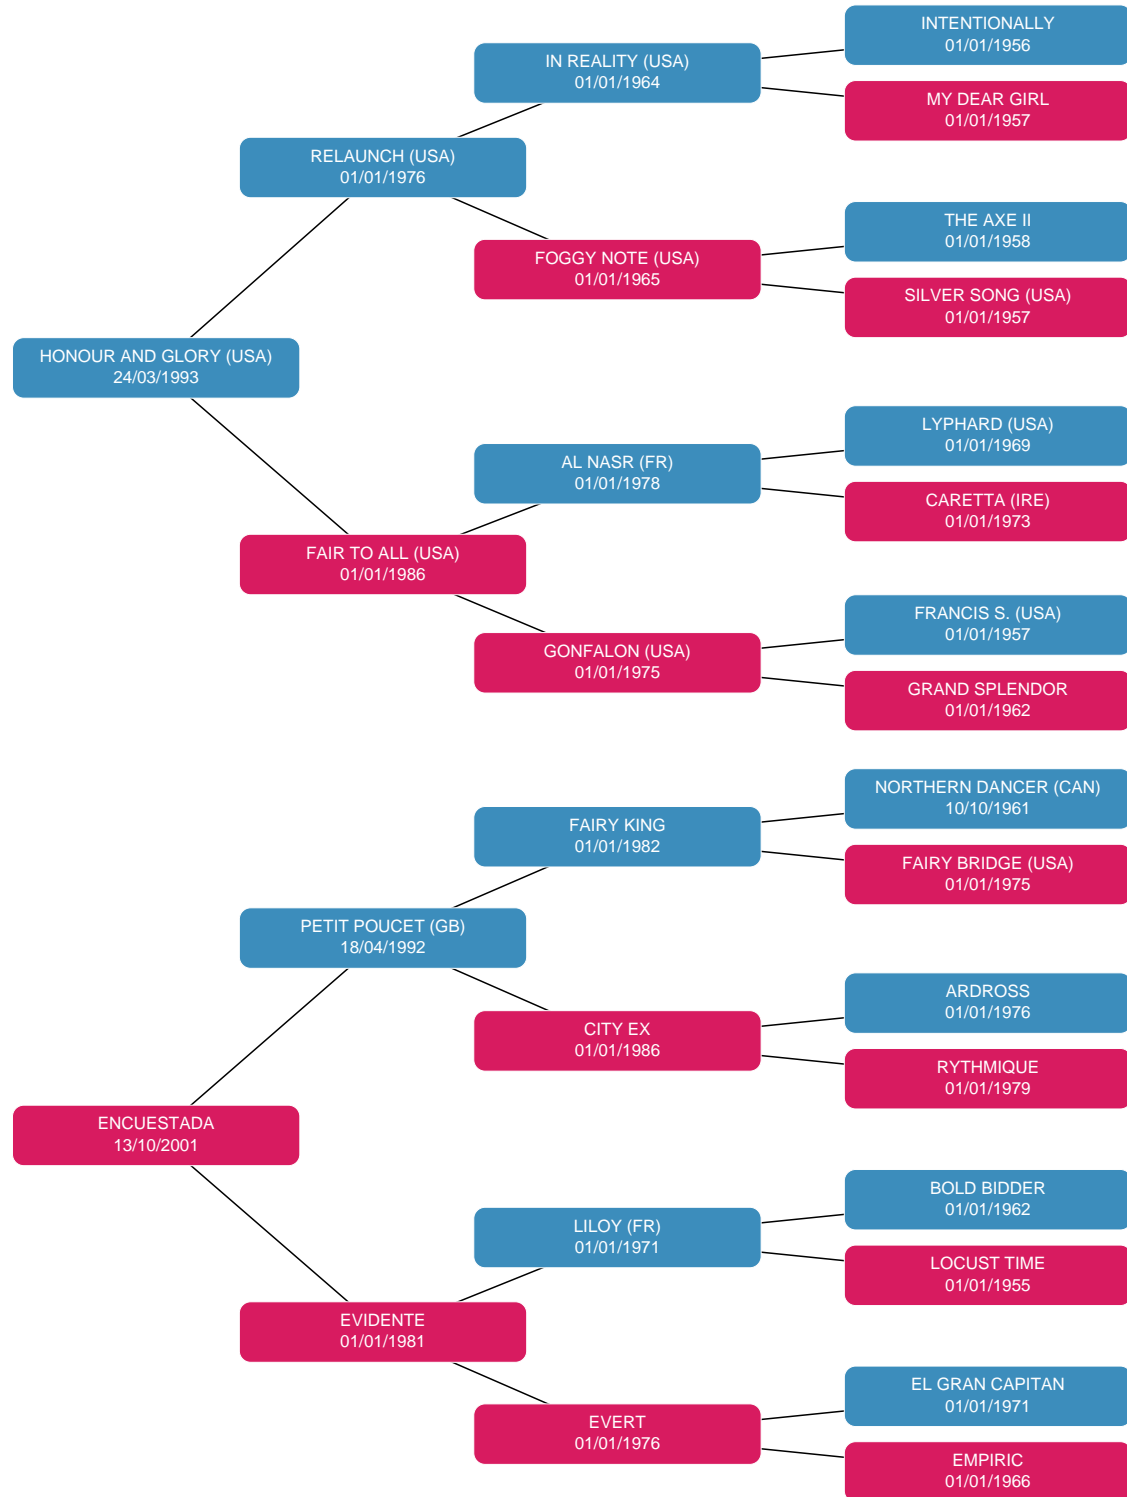 INTENTIONALLY
01/01/1956
IN REALITY (USA)
01/01/1964
MY DEAR GIRL
01/01/1957
RELAUNCH (USA)
01/01/1976
THE AXE II
01/01/1958
FOGGY NOTE (USA)
01/01/1965
SILVER SONG (USA)
01/01/1957
HONOUR AND GLORY (USA)
24/03/1993
LYPHARD (USA)
01/01/1969
AL NASR (FR)
01/01/1978
CARETTA (IRE)
01/01/1973
FAIR TO ALL (USA)
01/01/1986
FRANCIS S. (USA)
01/01/1957
GONFALON (USA)
01/01/1975
GRAND SPLENDOR
01/01/1962
NORTHERN DANCER (CAN)
10/10/1961
FAIRY KING
01/01/1982
FAIRY BRIDGE (USA)
01/01/1975
PETIT POUCET (GB)
18/04/1992
ARDROSS
01/01/1976
CITY EX
01/01/1986
RYTHMIQUE
01/01/1979
ENCUESTADA
13/10/2001
BOLD BIDDER
01/01/1962
LILOY (FR)
01/01/1971
LOCUST TIME
01/01/1955
EVIDENTE
01/01/1981
EL GRAN CAPITAN
01/01/1971
EVERT
01/01/1976
EMPIRIC
01/01/1966